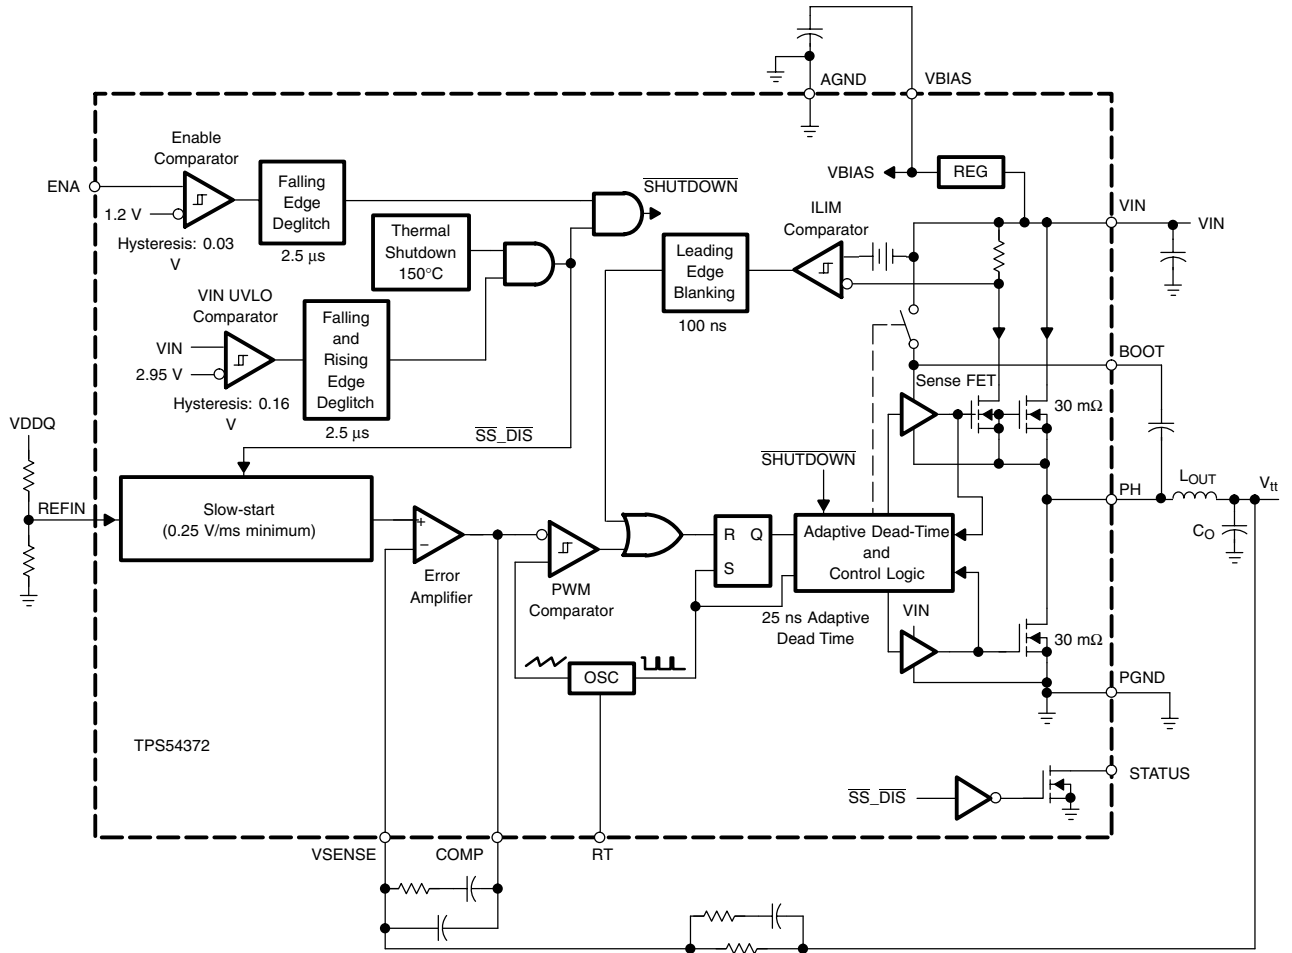 AGND
VBIAS
Enable
Comparator
ENA
1.2 V
Hysteresis: 0.03
V
Falling
Edge
Deglitch
2.5 µs
Thermal
Shutdown
150°C
SHUTDOWN
VBIAS
REG
VIN
VIN
ILIM
Comparator
Leading
Edge
Blanking
100 ns
VIN UVLO
Comparator
VIN
2.95 V
Hysteresis: 0.16
V
Falling
and
Rising
Edge
Deglitch
2.5 µs
BOOT
Sense FET
30 mΩ
VDDQ
SS_DIS
REFIN
Slow-start
(0.25 V/ms minimum)
SHUTDOWN
PH
LOUT
Vtt
CO
+
−
Error
Amplifier
PWM
Comparator
R
Q
S
Adaptive Dead-Time
and
Control Logic
25 ns Adaptive
Dead Time
VIN
30 mΩ
OSC
PGND
TPS54372
SS_DIS
STATUS
VSENSE
COMP
RT